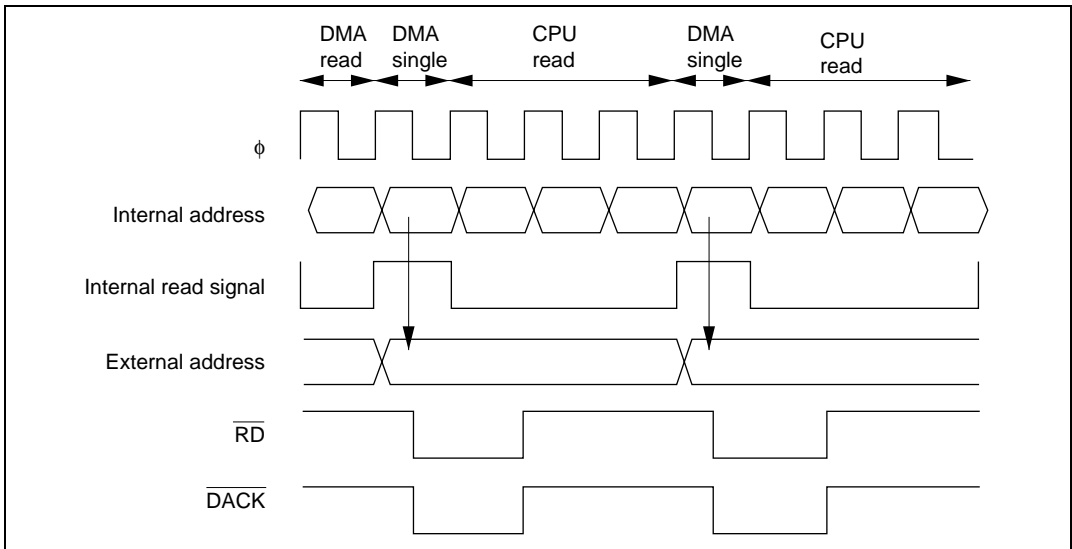 DMA read
DMA single
CPU read
DMA single
CPU read
φ
Internal address
Internal read signal
External address
RD
DACK